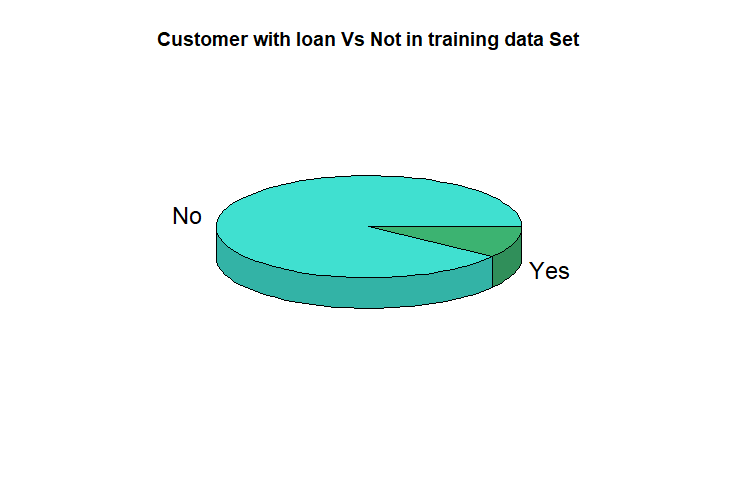 Customer with loan Vs Not in training data Set
No
Yes